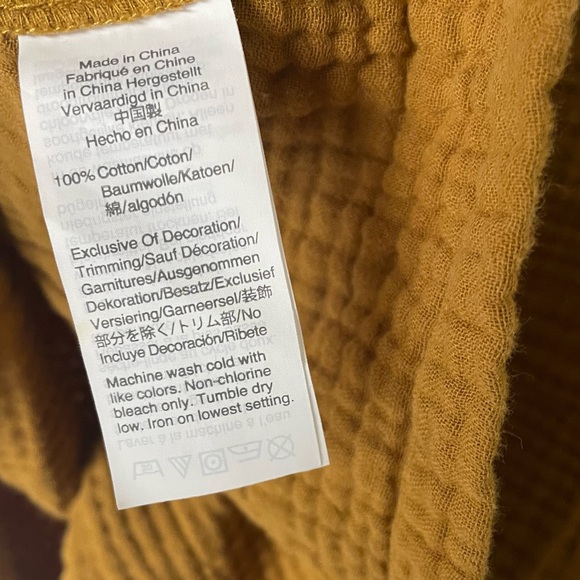 Made in China
Fabriqué en Chine
in China Hergestellt
Vervaardigd in China
中国製
Hecho en China
100% Cotton/Coton/
Baumwolle/Katoen/
綿/algodón
Exclusive Of Decoration/
Trimming/Sauf Décoration/
Garnitures/Ausgenommen
Dekoration/Besatz/Exclusief
Versiering/Garneersel/装飾
部分を除く/トリム部/No
Incluye Decoración/Ribete
Machine wash cold with
like colors. Non-chlorine
bleach only. Tumble dry
low. Iron on lowest setting.